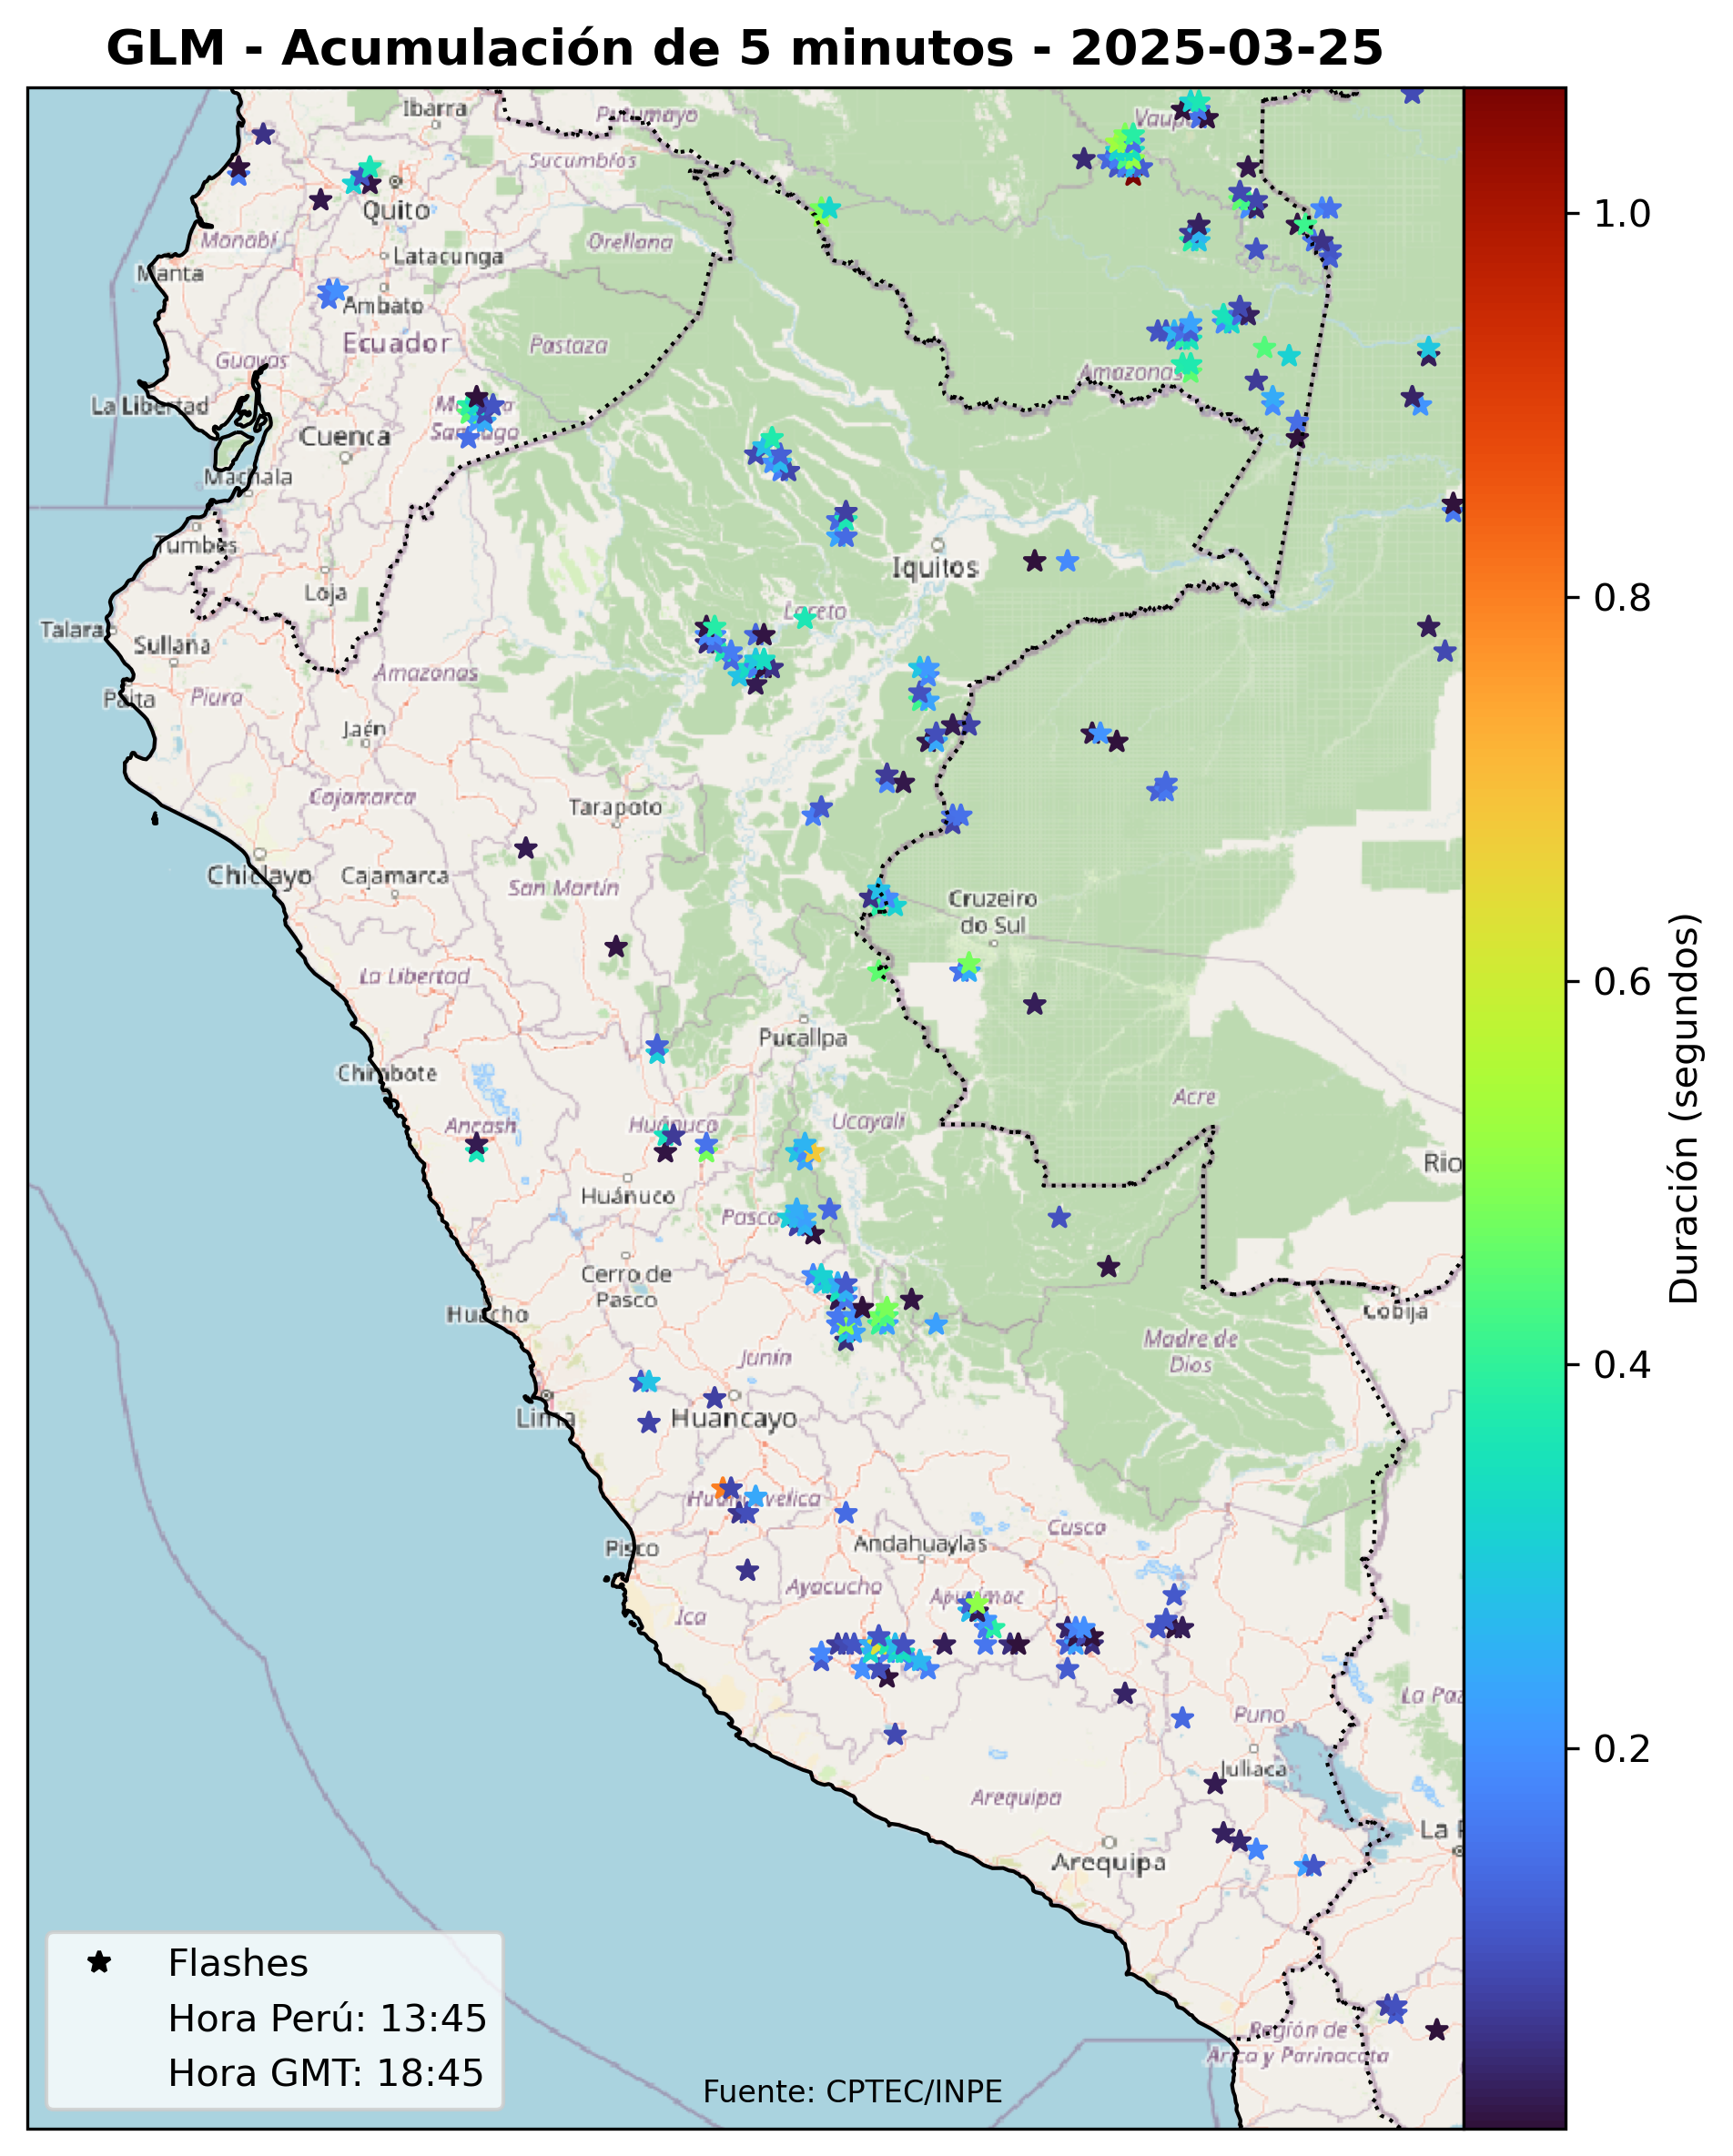 GLM - Acumulación de 5 minutos - 2025-03-25
Ibarra
Putumayo
Sucumbíos
Quito
Manabí
Orellana
Latacunga
Manta
Ambato
Ecuador
Pastaza
Guayas
Amazonas
La Libertad
Cuenca
Machala
Tumbes
Iquitos
Loja
Loreto
Talara
Sullana
Amazonas
Paita
Piura
Jaén
Cajamarca
Tarapoto
Chiclayo
Cajamarca
San Martín
Cruzeiro
do Sul
La Libertad
Pucallpa
Chimbote
Acre
Ancash
Huánuco
Ucayali
Rio
Huánuco
Pasco
Cerro de
Pasco
Huacho
Cobija
Madre de
Dios
Junín
Lima
Huancayo
Huancavelica
Cusco
Pisco
Andahuaylas
Ayacucho
Apurímac
Ica
La Paz
Puno
Juliaca
Arequipa
La P
Arequipa
Región de
Arica y Parinacota
Flashes
Hora Perú: 13:45
Hora GMT: 18:45
Fuente: CPTEC/INPE
1.0
0.8
0.6
0.4
0.2
Duración (segundos)